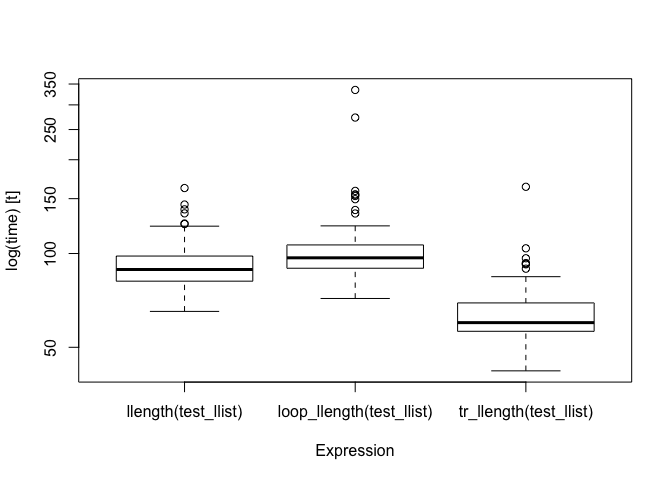 350
250
150
100
50
log(time) [t]
llength(test_llist)
loop_llength(test_llist)
tr_llength(test_llist)
Expression